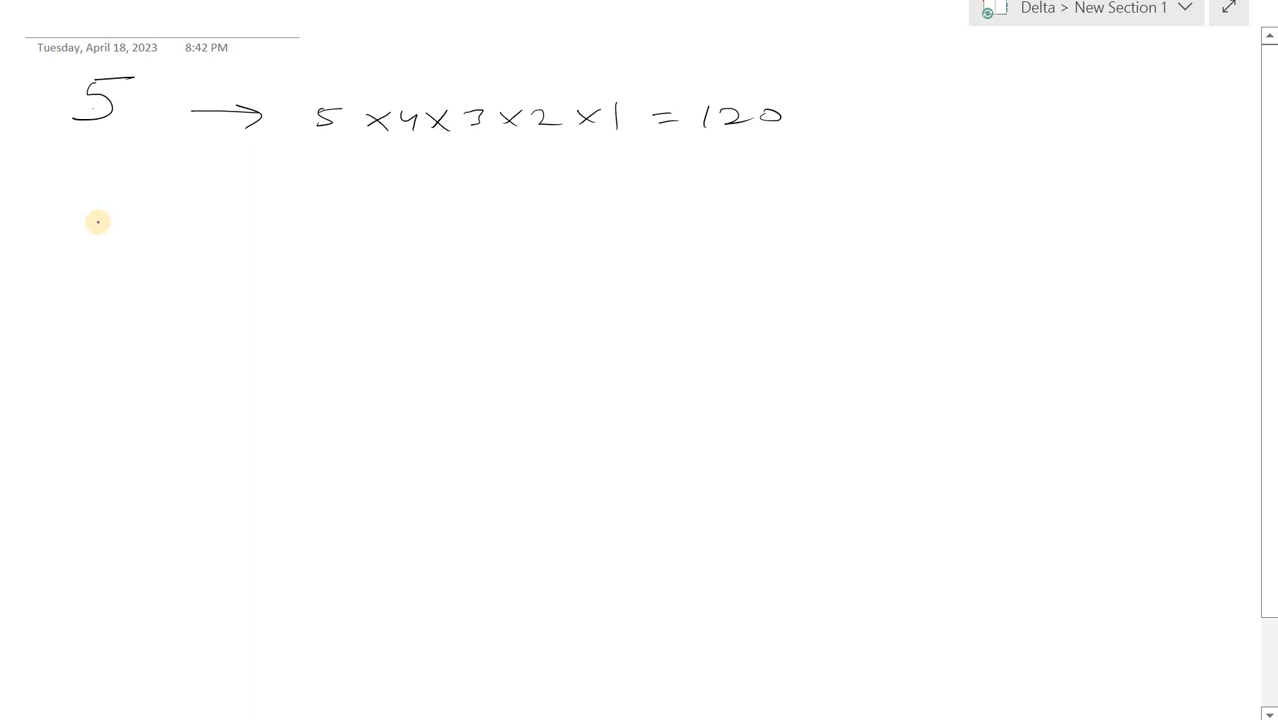 Delta > New Section 1
Tuesday, April 18, 2023 8:42 PM
5 → 5 × 4 × 3 × 2 × 1 = 120